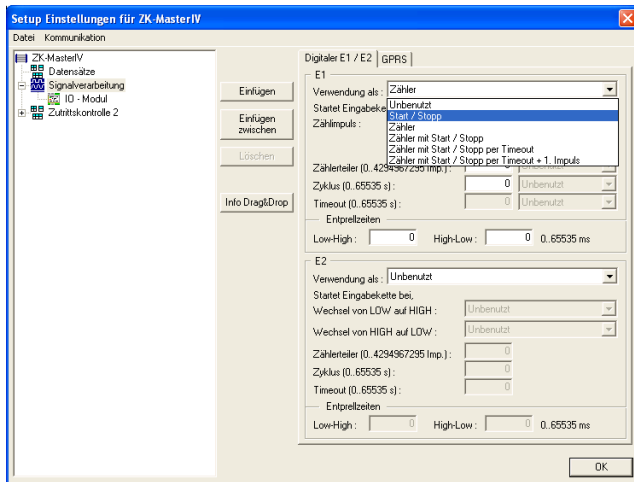 Setup Einstellungen für ZK-MasterIV
Datei Kommunikation
ZK-MasterIV
Datensätze
Signalverarbeitung
IO - Modul
Zutrittskontrolle 2
Einfügen
Einfügen
zwischen
Löschen
Info Drag&Drop
Digitaler E1 / E2 GPRS
E1
Verwendung als : Zähler
Startet Eingabeke
Zählimpuls :
Unbenutzt
Start / Stopp
Zähler
Zähler mit Start / Stopp
Zähler mit Start / Stopp per Timeout
Zähler mit Start / Stopp per Timeout + 1. Impuls
Zählerteiler (0..4294967295 Imp.) :
Zyklus (0..65535 s) : 0 Unbenutzt
Timeout (0..65535 s) : 0 Unbenutzt
Entprellzeiten
Low-High : 0 High-Low : 0 0..65535 ms
E2
Verwendung als : Unbenutzt
Startet Eingabekette bei,
Wechsel von LOW auf HIGH : Unbenutzt
Wechsel von HIGH auf LOW : Unbenutzt
Zählerteiler (0..4294967295 Imp.) : 0
Zyklus (0..65535 s) : 0
Timeout (0..65535 s) : 0
Entprellzeiten
Low-High : 0 High-Low : 0 0..65535 ms
OK